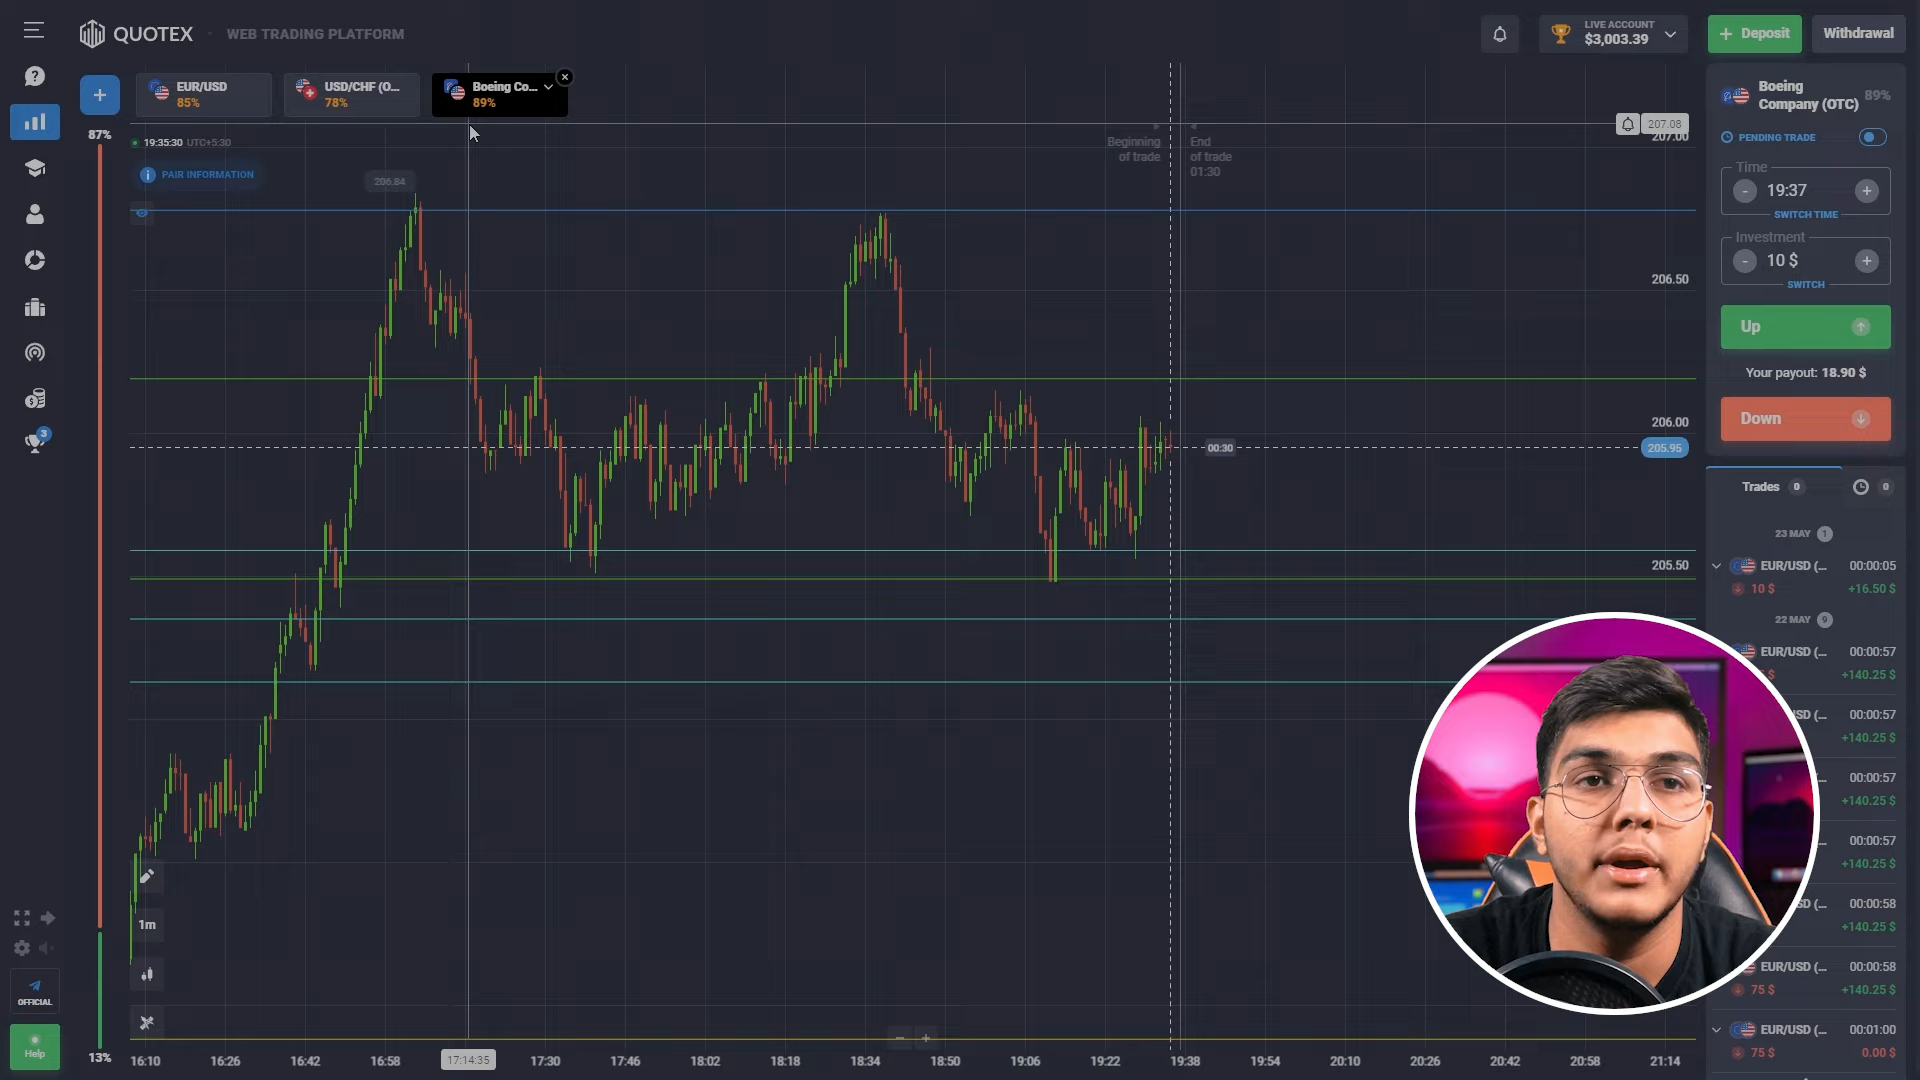 QUOTEX
WEB TRADING PLATFORM
LIVE ACCOUNT
$3,003.39
Deposit
Withdrawal
EUR/USD
85%
USD/CHF (O...
78%
Boeing Co...
89%
87%
19:35:30 UTC+5:30
PAIR INFORMATION
206.84
Beginning
of trade
End
of trade
01:30
207.08
207.00
206.50
206.00
00:30
205.95
205.50
Boeing
Company (OTC)
89%
PENDING TRADE
Time
- 19:37 +
SWITCH TIME
Investment
- 10 $ +
SWITCH
Up
Your payout: 18.90 $
Down
Trades 0
0
23 MAY 1
EUR/USD (... 00:00:05
10 $ +16.50 $
22 MAY 9
EUR/USD (... 00:00:57
$ +140.25 $
SD (... 00:00:57
+140.25 $
00:00:57
+140.25 $
00:00:57
+140.25 $
SD (... 00:00:58
+140.25 $
EUR/USD (... 00:00:58
75 $ +140.25 $
EUR/USD (... 00:01:00
75 $ 0.00 $
3
1m
OFFICIAL
Help
13%
16:10 16:26 16:42 16:58 17:14:35 17:30 17:46 18:02 18:18 18:34 18:50 19:06 19:22 19:38 19:54 20:10 20:26 20:42 20:58 21:14